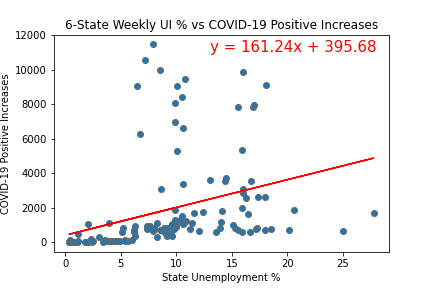 6-State Weekly UI % vs COVID-19 Positive Increases
y = 161.24x + 395.68
12000
10000
8000
6000
4000
2000
0
COVID-19 Positive Increases
0 5 10 15 20 25
State Unemployment %